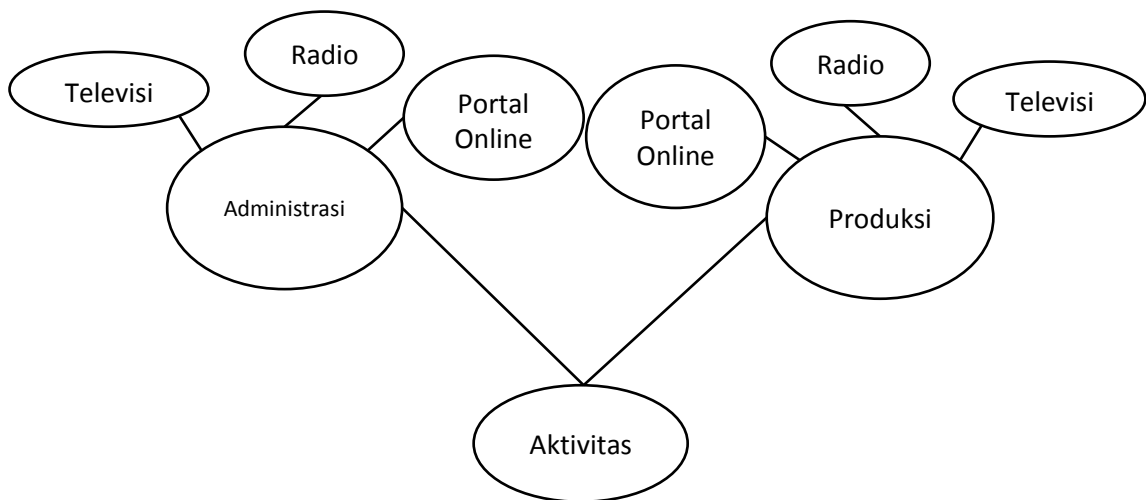 Radio
Televisi
Portal
Online
Administrasi
Portal
Online
Radio
Televisi
Produksi
Aktivitas